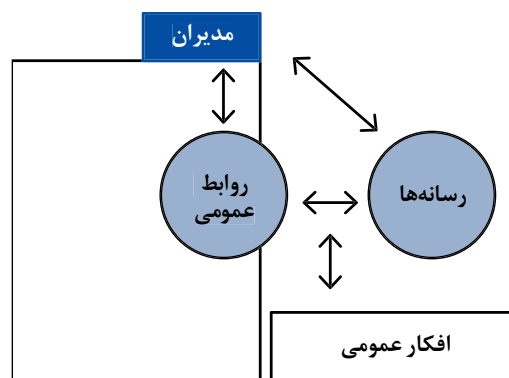 مدیران
روابط
عمومی
رسانه‌ها
افکار عمومی